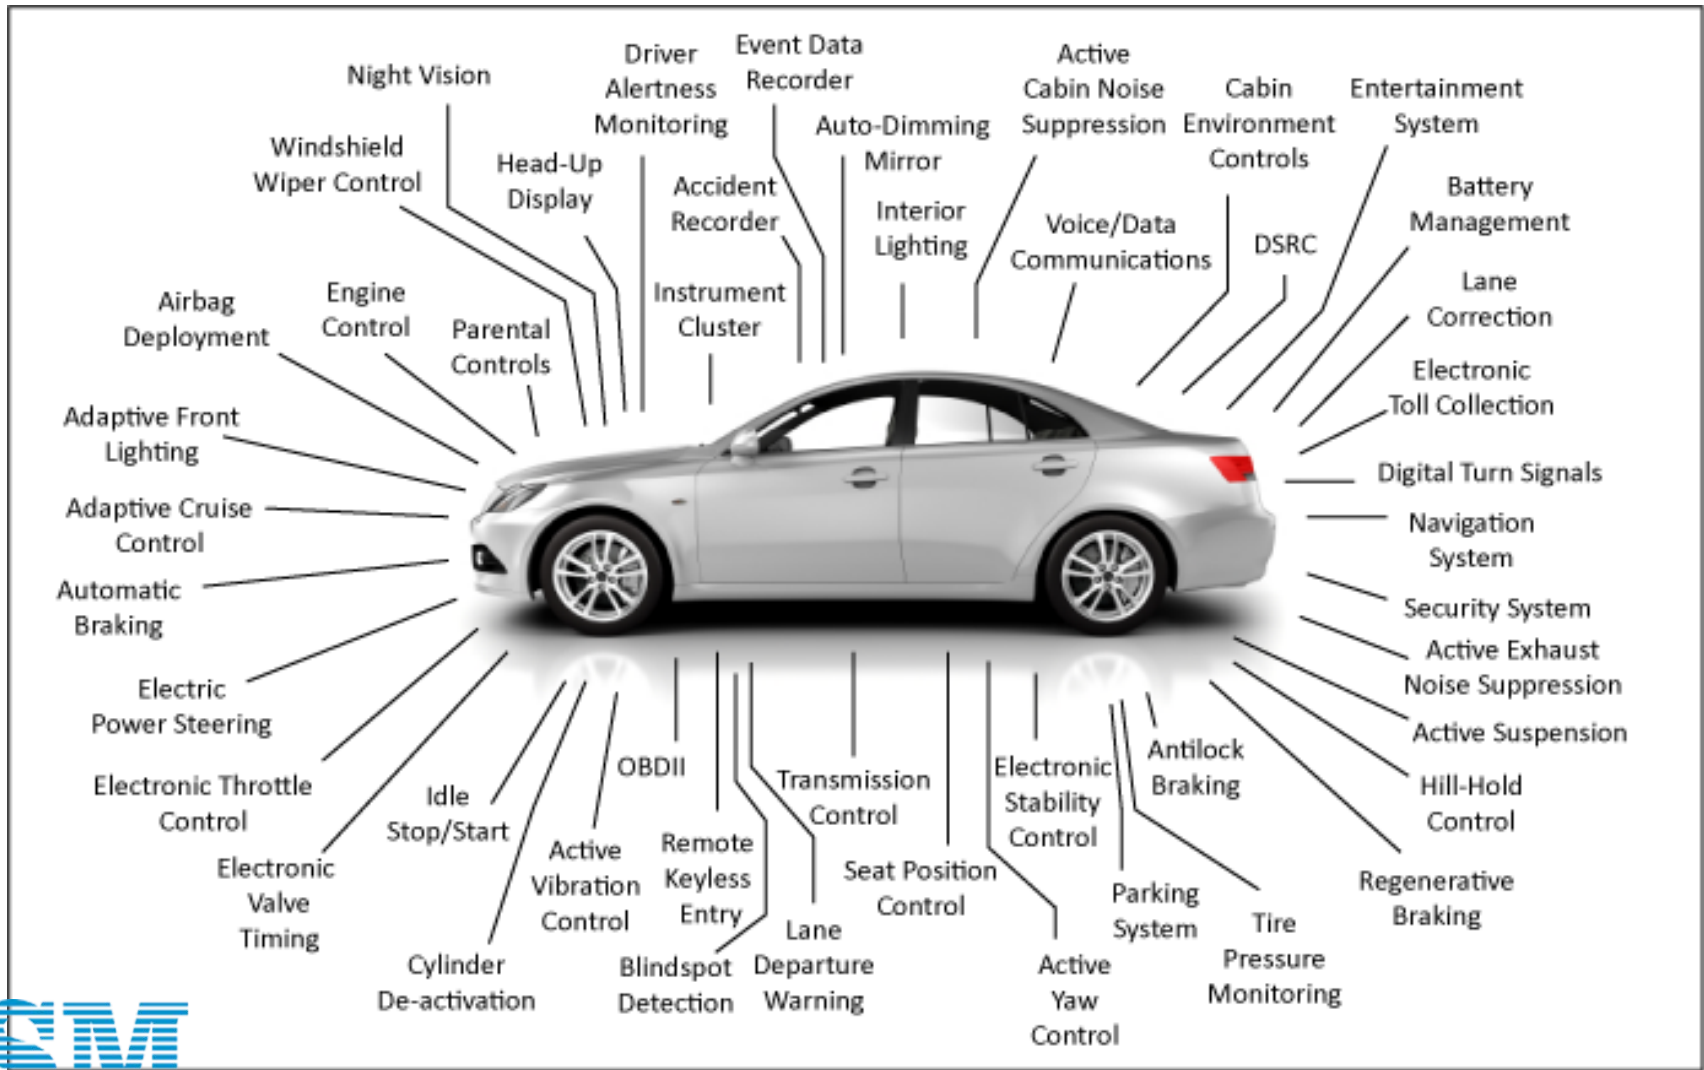 Night Vision
Driver
Alertness
Monitoring
Event Data
Recorder
Active
Cabin Noise
Suppression
Cabin
Environment
Controls
Entertainment
System
Windshield
Wiper Control
Head-Up
Display
Accident
Recorder
Auto-Dimming
Mirror
Interior
Lighting
Voice/Data
Communications
DSRC
Battery
Management
Airbag
Deployment
Engine
Control
Parental
Controls
Instrument
Cluster
Lane
Correction
Electronic
Toll Collection
Adaptive Front
Lighting
Digital Turn Signals
Adaptive Cruise
Control
Navigation
System
Automatic
Braking
Security System
Electric
Power Steering
Active Exhaust
Noise Suppression
Active Suspension
Electronic Throttle
Control
Idle
Stop/Start
OBDII
Transmission
Control
Electronic
Stability
Control
Antilock
Braking
Hill-Hold
Control
Electronic
Valve
Timing
Active
Vibration
Control
Remote
Keyless
Entry
Seat Position
Control
Parking
System
Tire
Pressure
Monitoring
Regenerative
Braking
Cylinder
De-activation
Blindspot
Detection
Lane
Departure
Warning
Active
Yaw
Control
SM